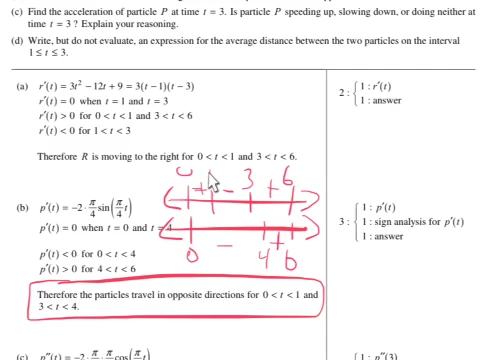 (c) Find the acceleration of particle P at time t = 3. Is particle P speeding up, slowing down, or doing neither at
time t = 3 ? Explain your reasoning.
(d) Write, but do not evaluate, an expression for the average distance between the two particles on the interval
1 ≤ t ≤ 3.
(a) r′(t) = 3t² − 12t + 9 = 3(t − 1)(t − 3)
r′(t) = 0 when t = 1 and t = 3
r′(t) > 0 for 0 < t < 1 and 3 < t < 6
r′(t) < 0 for 1 < t < 3
2 : { 1 : r′(t)
1 : answer
Therefore R is moving to the right for 0 < t < 1 and 3 < t < 6.
3 6
+ − +
(b) p′(t) = −2 · π/4 sin(π/4 t)
p′(t) = 0 when t = 0 and t = 4
p′(t) < 0 for 0 < t < 4
p′(t) > 0 for 4 < t < 6
− +
0 4 6
3 : { 1 : p′(t)
1 : sign analysis for p′(t)
1 : answer
Therefore the particles travel in opposite directions for 0 < t < 1 and
3 < t < 4.
(c) p″(t) = −2 · π/4 · π/4 cos(π/4 t)
1 : p″(3)